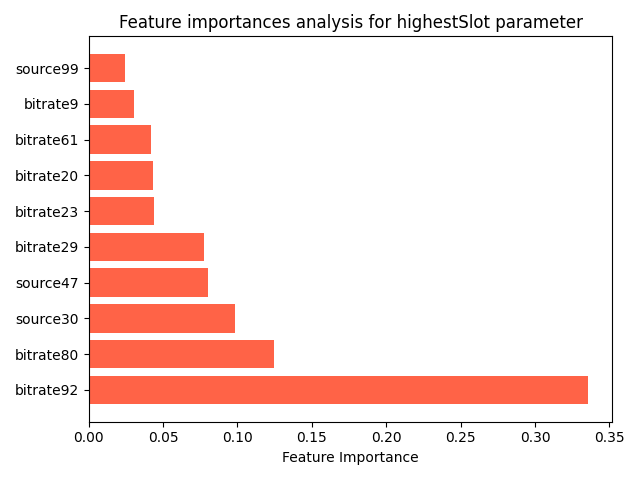 Feature importances analysis for highestSlot parameter
source99
bitrate9
bitrate61
bitrate20
bitrate23
bitrate29
source47
source30
bitrate80
bitrate92
0.00 0.05 0.10 0.15 0.20 0.25 0.30 0.35
Feature Importance